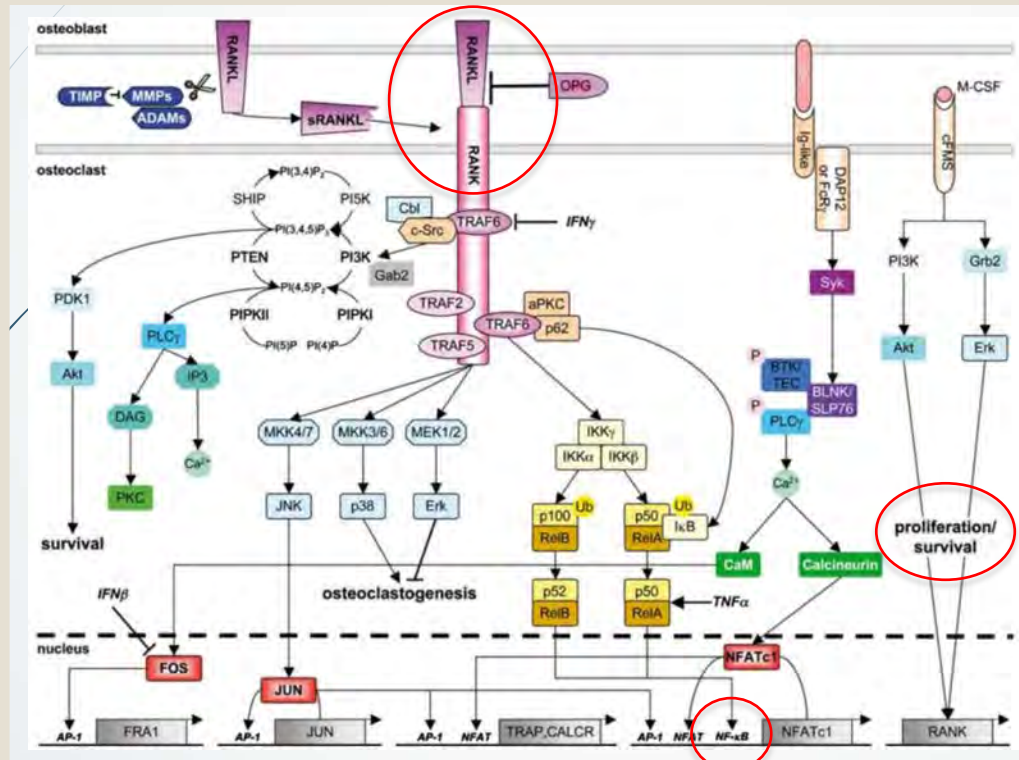 osteoblast
RANKL
RANKL
OPG
TIMP
MMPs
ADAMs
sRANKL
M-CSF
Ig-like
cFMS
osteoclast
RANK
DAP12
or FcRγ
PI(3,4)P₂
SHIP
PI5K
Cbl
c-Src
TRAF6
IFNγ
PI(3,4,5)P₃
PTEN
PI3K
Gab2
PI3K
Grb2
PDK1
PI(4,5)P₂
Syk
PIPKII
PIPKI
TRAF2
aPKC
TRAF6
p62
PLCγ
PI(5)P
PI(4)P
TRAF5
Akt
IP3
P
BTK/
TEC
Akt
Erk
DAG
BLNK/
SLP76
P
PLCγ
MKK4/7
MKK3/6
MEK1/2
IKKγ
IKKα
IKKβ
Ca²⁺
Ca²⁺
PKC
JNK
p38
Erk
p100
Ub
RelB
p50
Ub
RelA
IκB
proliferation/
survival
survival
CaM
Calcineurin
osteoclastogenesis
IFNβ
p52
RelB
p50
RelA
TNFα
nucleus
FOS
NFATc1
JUN
AP-1
FRA1
AP-1
JUN
AP-1
NFAT
TRAP,CALCR
AP-1
NFAT
NF-κB
NFATc1
RANK